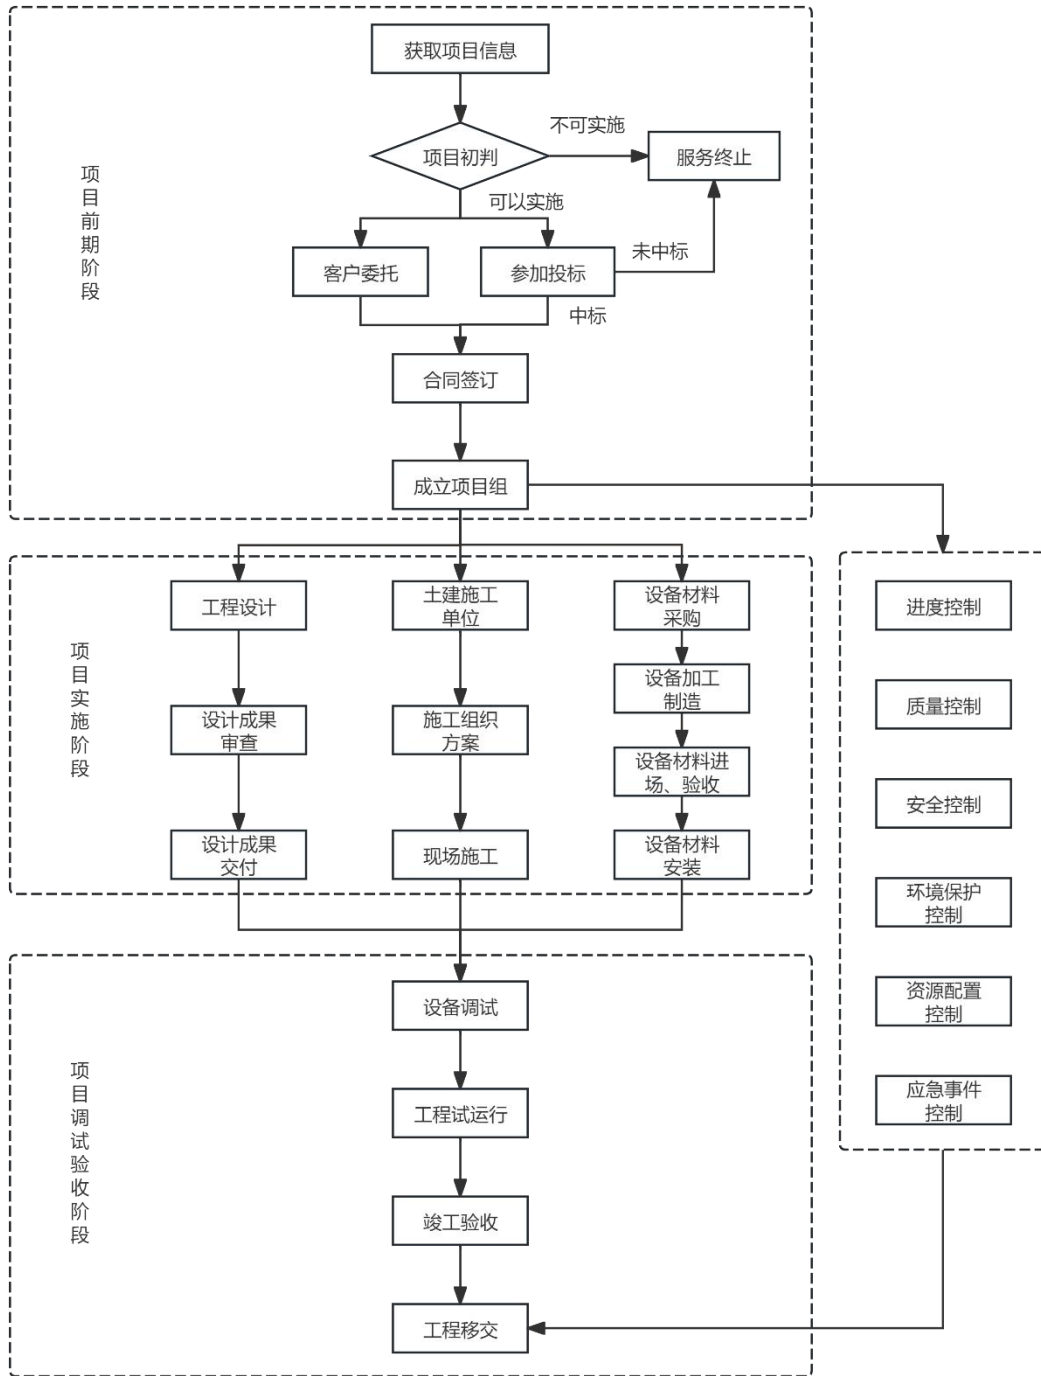 获取项目信息
不可实施
项目初判
服务终止
可以实施
客户委托
参加投标
未中标
中标
合同签订
成立项目组
项目前期阶段
工程设计
土建施工
单位
设备材料
采购
设备加工
制造
设计成果
审查
施工组织
方案
设备材料进
场、验收
设计成果
交付
现场施工
设备材料
安装
项目实施阶段
进度控制
质量控制
安全控制
环境保护
控制
资源配置
控制
应急事件
控制
设备调试
工程试运行
竣工验收
工程移交
项目调试验收阶段